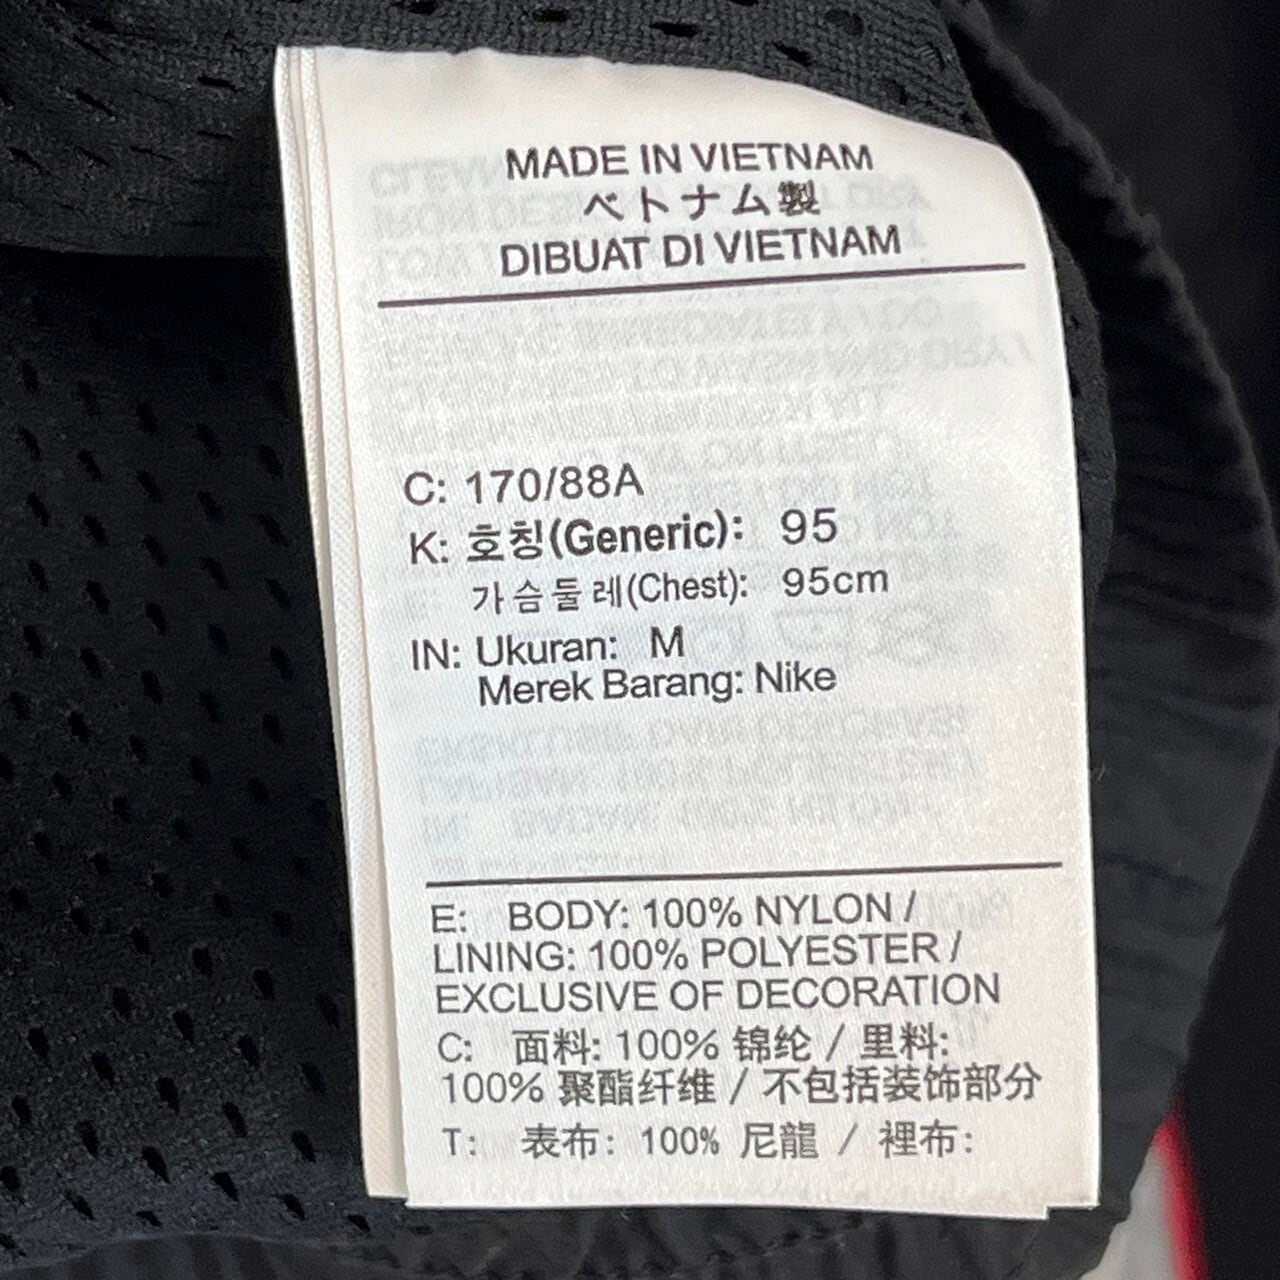 MADE IN VIETNAM
ベトナム製
DIBUAT DI VIETNAM
C: 170/88A
K: 호칭(Generic): 95
가슴둘레(Chest): 95cm
IN: Ukuran: M
Merek Barang: Nike
E: BODY: 100% NYLON /
LINING: 100% POLYESTER /
EXCLUSIVE OF DECORATION
C: 面料: 100% 锦纶 / 里料:
100% 聚酯纤维 / 不包括装饰部分
T: 表布: 100% 尼龍 / 裡布: